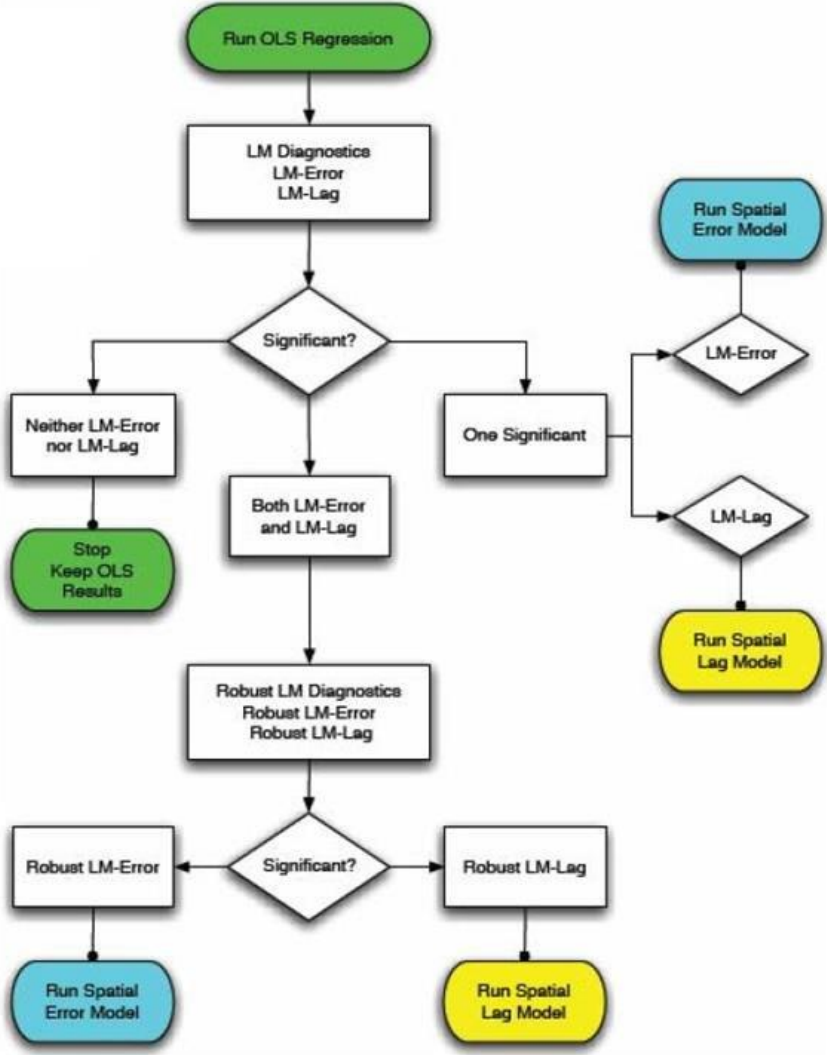 Run OLS Regression
LM Diagnostics
LM-Error
LM-Lag
Significant?
Neither LM-Error
nor LM-Lag
Stop
Keep OLS
Results
Both LM-Error
and LM-Lag
One Significant
LM-Error
Run Spatial
Error Model
LM-Lag
Run Spatial
Lag Model
Robust LM Diagnostics
Robust LM-Error
Robust LM-Lag
Significant?
Robust LM-Error
Run Spatial
Error Model
Robust LM-Lag
Run Spatial
Lag Model